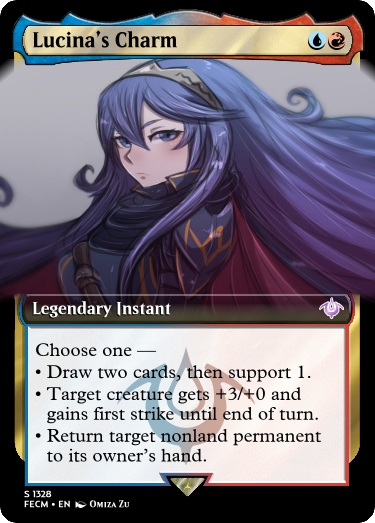 Lucina's Charm
Legendary Instant
Choose one —
• Draw two cards, then support 1.
• Target creature gets +3/+0 and
gains first strike until end of turn.
• Return target nonland permanent
to its owner's hand.
S 1328
FECM • EN Omiza Zu